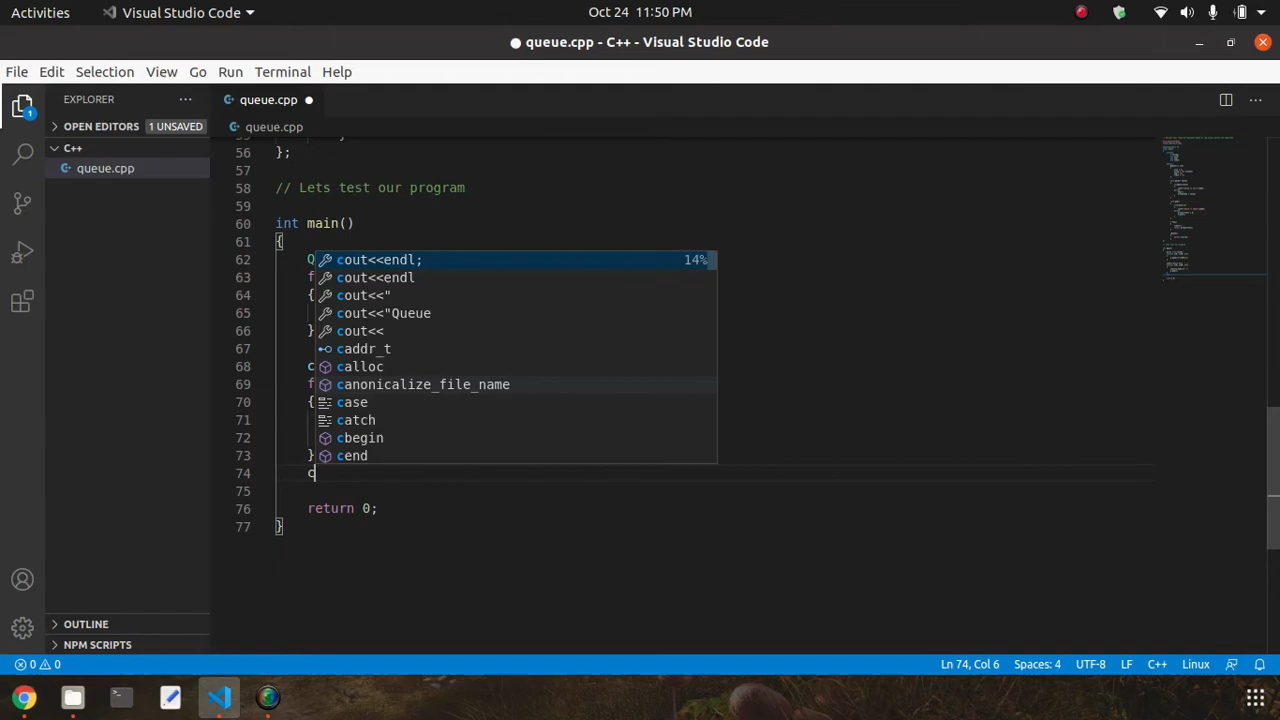 Activities Visual Studio Code Oct 24 11:50 PM
queue.cpp - C++ - Visual Studio Code
File Edit Selection View Go Run Terminal Help
EXPLORER queue.cpp
OPEN EDITORS 1 UNSAVED queue.cpp
C++
queue.cpp
1
56 };
57
58 // Lets test our program
59
60 int main()
61 {
62 Q cout<<endl; 14%
63 f cout<<endl
64 { cout<<"
65 cout<<"Queue
66 } cout<<
67 caddr_t
68 c calloc
69 f canonicalize_file_name
70 { case
71 catch
72 cbegin
73 } cend
74 c
75
76 return 0;
77 }
OUTLINE
NPM SCRIPTS
0 0 Ln 74, Col 6 Spaces: 4 UTF-8 LF C++ Linux